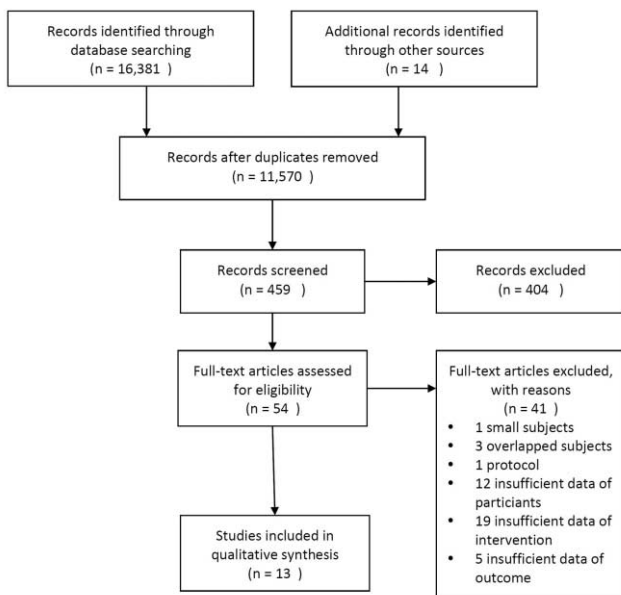 Records identified through
database searching
(n = 16,381 )
Additional records identified
through other sources
(n = 14 )
Records after duplicates removed
(n = 11,570 )
Records screened
(n = 459 )
Records excluded
(n = 404 )
Full-text articles assessed
for eligibility
(n = 54 )
Full-text articles excluded,
with reasons
(n = 41 )
• 1 small subjects
• 3 overlapped subjects
• 1 protocol
• 12 insufficient data of
particiants
• 19 insufficient data of
intervention
• 5 insufficient data of
outcome
Studies included in
qualitative synthesis
(n = 13 )